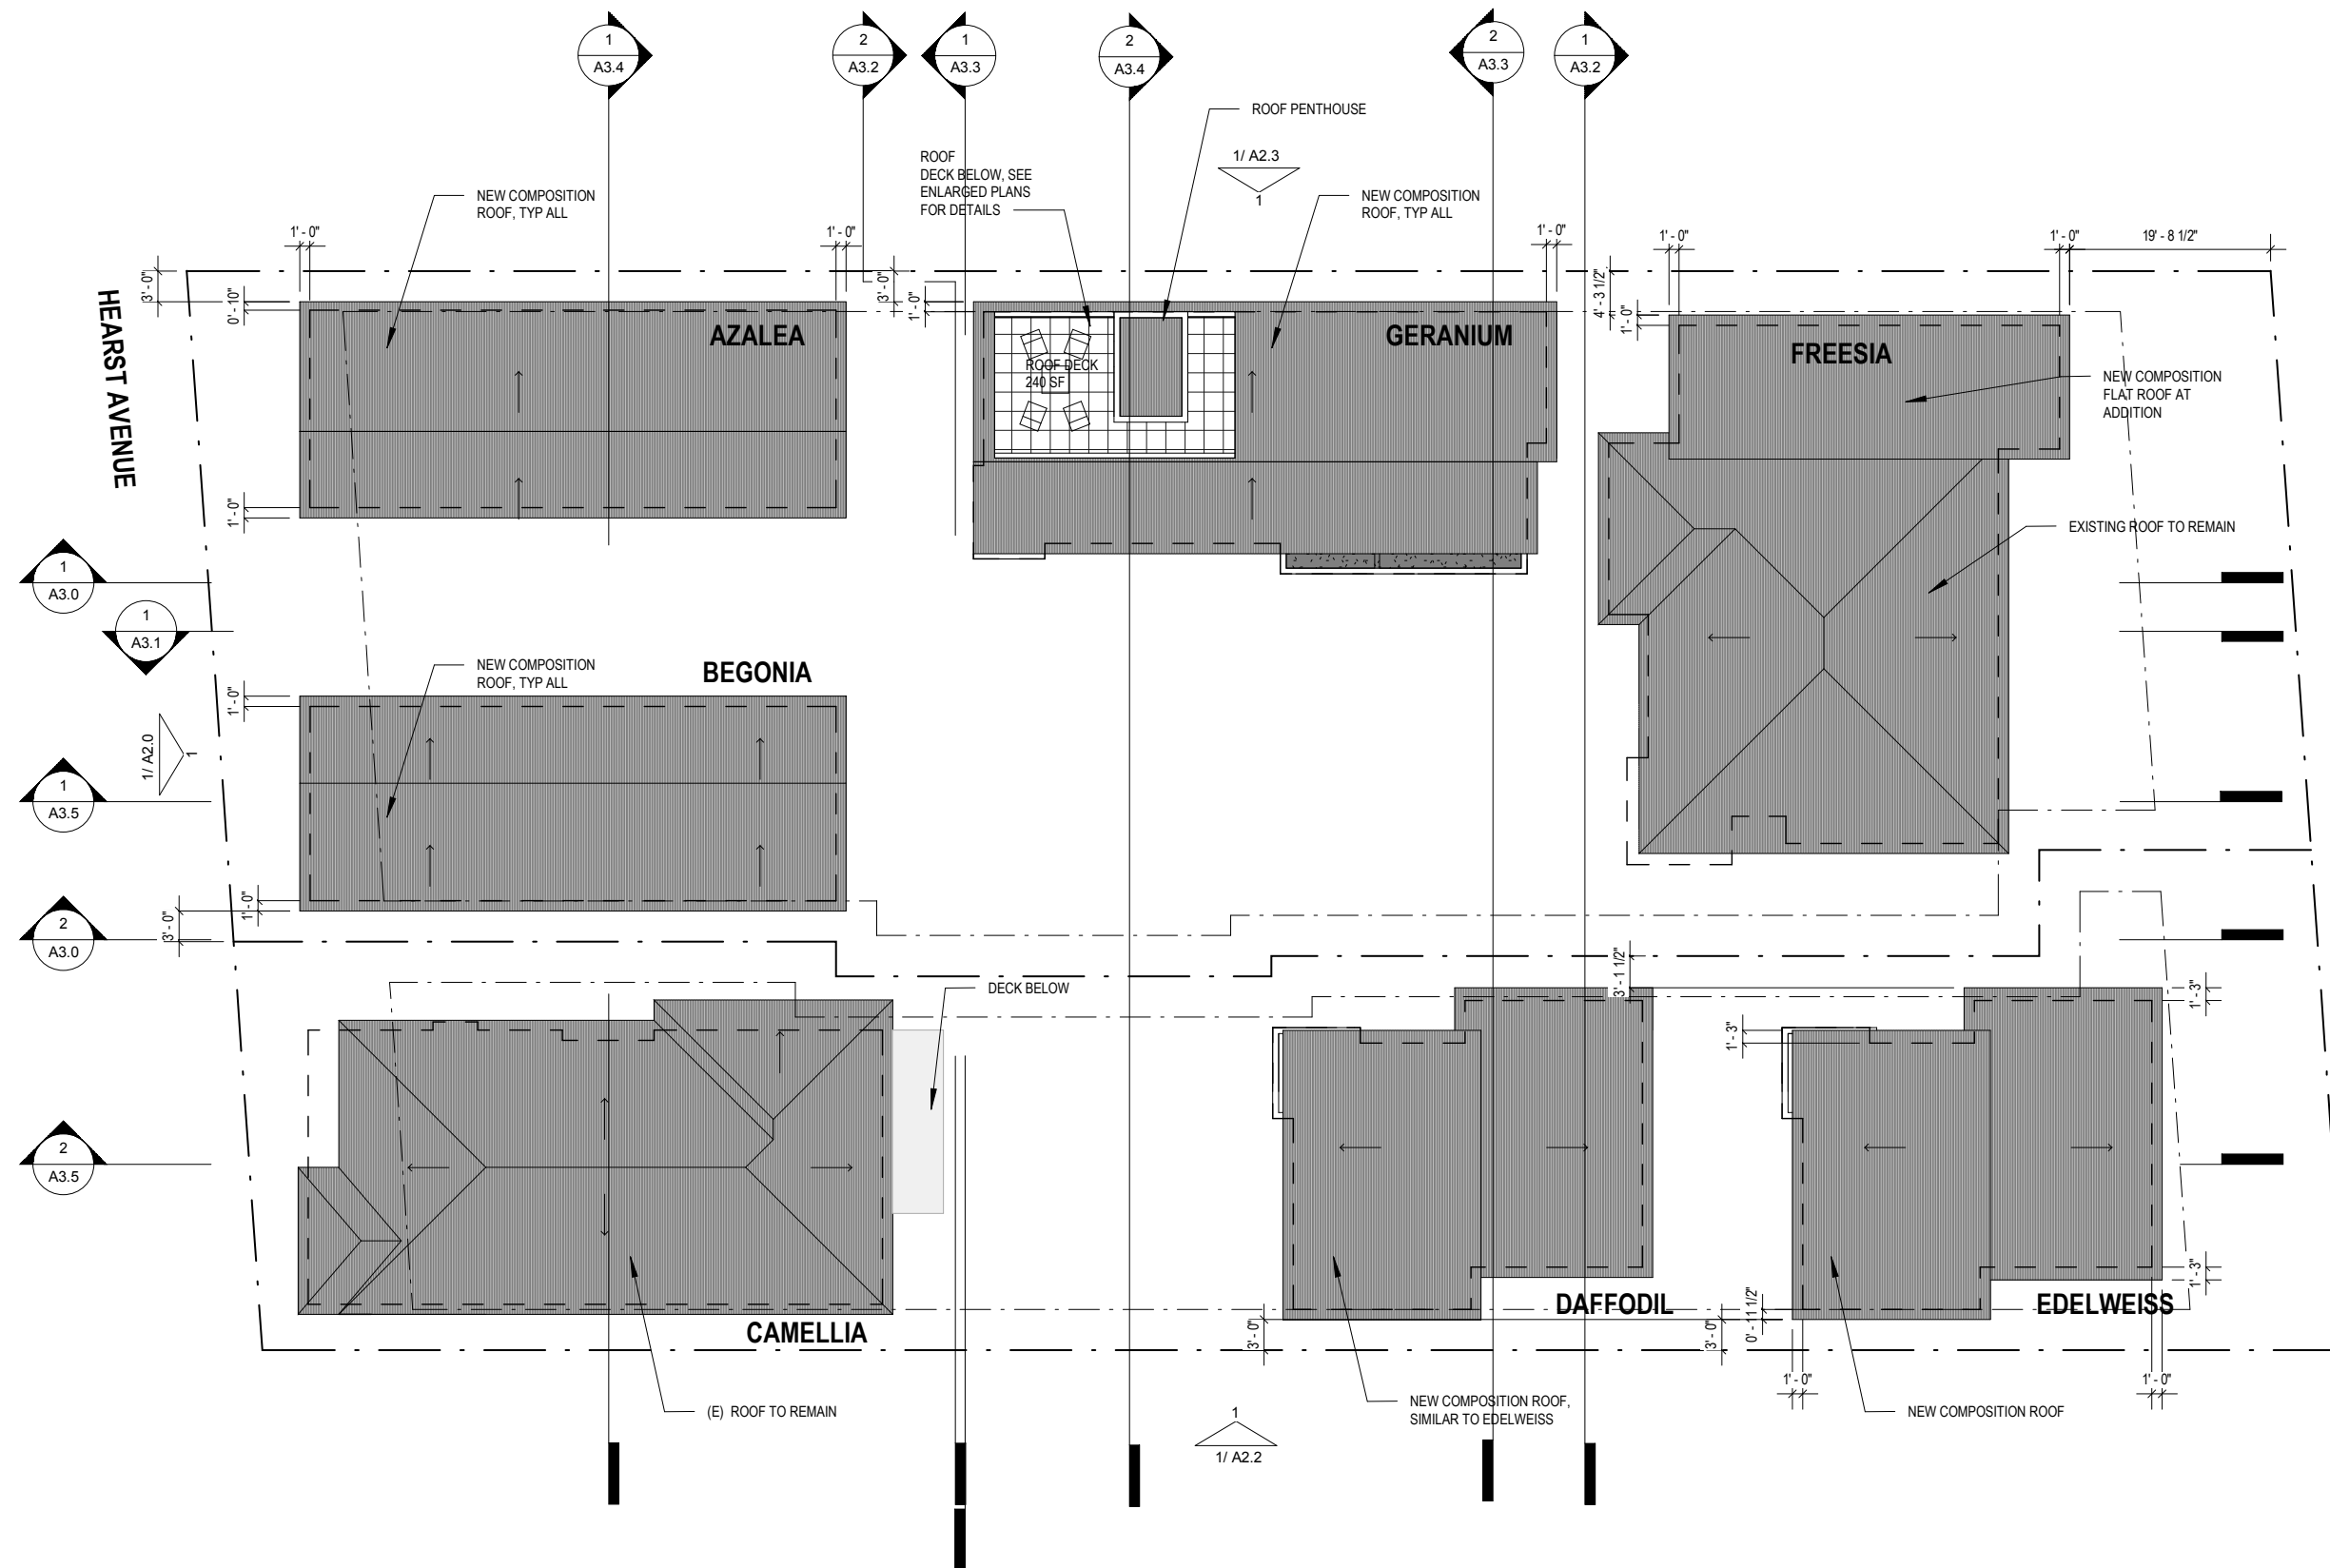 1
A3.4
2
A3.2
1
A3.3
2
A3.4
2
A3.3
1
A3.2
ROOF PENTHOUSE
ROOF
DECK BELOW, SEE
ENLARGED PLANS
FOR DETAILS
1/ A2.3
1
NEW COMPOSITION
ROOF, TYP ALL
NEW COMPOSITION
ROOF, TYP ALL
1' - 0"
1' - 0"
1' - 0"
1' - 0"
1' - 0"
19' - 8 1/2"
3' - 0"
0' - 10"
3' - 0"
1' - 0"
4' - 3 1/2"
1' - 0"
HEARST AVENUE
AZALEA
GERANIUM
FREESIA
ROOF DECK
240 SF
NEW COMPOSITION
FLAT ROOF AT
ADDITION
1' - 0"
EXISTING ROOF TO REMAIN
1
A3.0
1
A3.1
NEW COMPOSITION
ROOF, TYP ALL
BEGONIA
1' - 0"
1/ A2.0
1
1
A3.5
1' - 0"
3' - 0"
2
A3.0
DECK BELOW
3' - 1 1/2"
1' - 3"
1' - 3"
2
A3.5
1' - 3"
DAFFODIL
EDELWEISS
CAMELLIA
3' - 0"
3' - 0"
0' - 11 1/2"
1' - 0"
1' - 0"
(E) ROOF TO REMAIN
NEW COMPOSITION ROOF,
SIMILAR TO EDELWEISS
NEW COMPOSITION ROOF
1
1/ A2.2